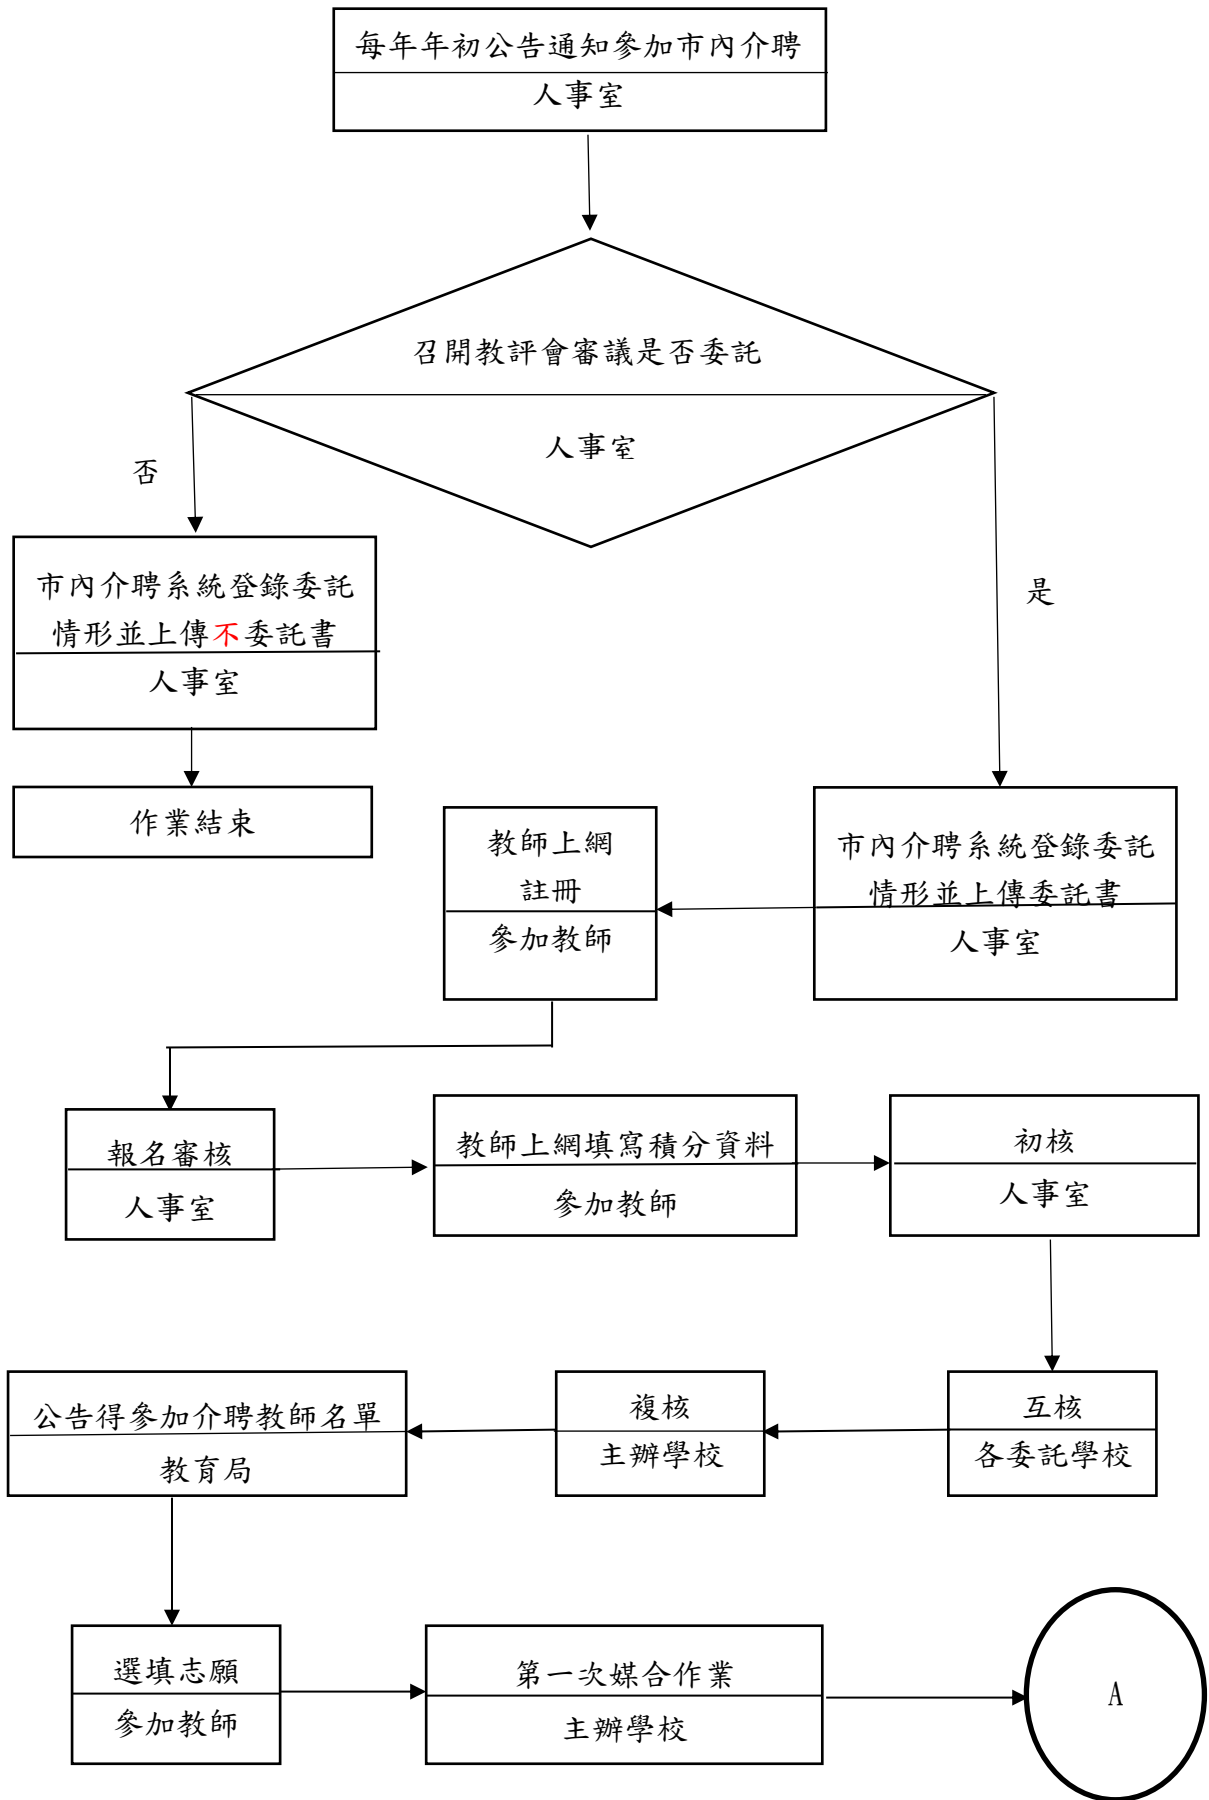 每年年初公告通知參加市內介聘
人事室
召開教評會審議是否委託
人事室
否
是
市內介聘系統登錄委託
情形並上傳不委託書
人事室
作業結束
教師上網
註冊
參加教師
市內介聘系統登錄委託
情形並上傳委託書
人事室
報名審核
人事室
教師上網填寫積分資料
參加教師
初核
人事室
公告得參加介聘教師名單
教育局
複核
主辦學校
互核
各委託學校
選填志願
參加教師
第一次媒合作業
主辦學校
A